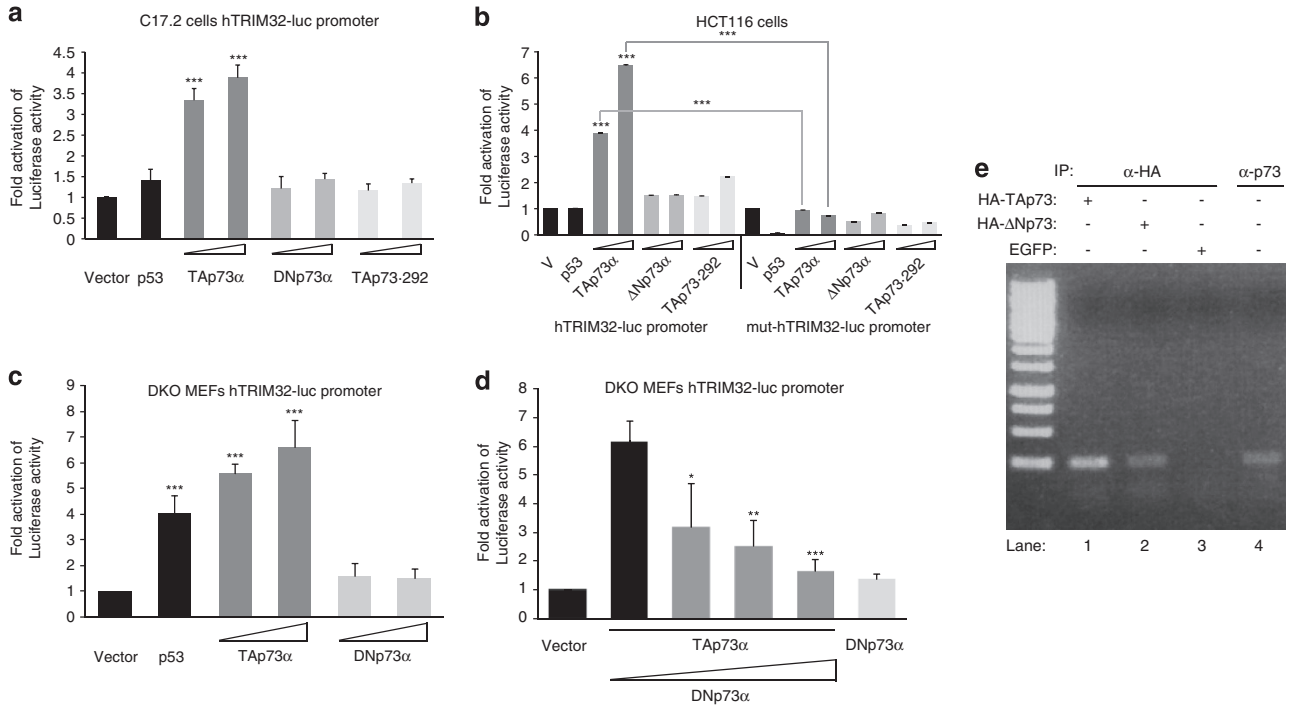 a
C17.2 cells hTRIM32-luc promoter
Fold activation of
Luciferase activity
4.5
4
3.5
3
2.5
2
1.5
1
0.5
0
*** ***
Vector p53 TAp73α DNp73α TAp73-292
b
HCT116 cells
Fold activation of
Luciferase activity
7
6
5
4
3
2
1
0
***
***
***
***
V p53 TAp73α ΔNp73α TAp73-292 V p53 TAp73α ΔNp73α TAp73-292
hTRIM32-luc promoter mut-hTRIM32-luc promoter
c
DKO MEFs hTRIM32-luc promoter
Fold activation of
Luciferase activity
9
8
7
6
5
4
3
2
1
0
*** *** ***
Vector p53 TAp73α DNp73α
d
DKO MEFs hTRIM32-luc promoter
Fold activation of
Luciferase activity
8
7
6
5
4
3
2
1
0
* ** ***
Vector TAp73α DNp73α
DNp73α
e
IP: α-HA α-p73
HA-TAp73: + - - -
HA-ΔNp73: - + - -
EGFP: - - + -
Lane: 1 2 3 4